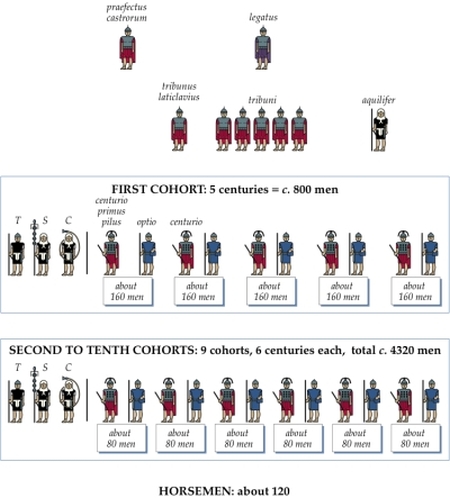 praefectus
castrorum
legatus
tribunus
laticlavius
tribuni
aquilifer
FIRST COHORT: 5 centuries = c. 800 men
T S C
centurio
primus
pilus
optio
centurio
about
160 men
about
160 men
about
160 men
about
160 men
about
160 men
SECOND TO TENTH COHORTS: 9 cohorts, 6 centuries each, total c. 4320 men
T S C
about
80 men
about
80 men
about
80 men
about
80 men
about
80 men
about
80 men
HORSEMEN: about 120